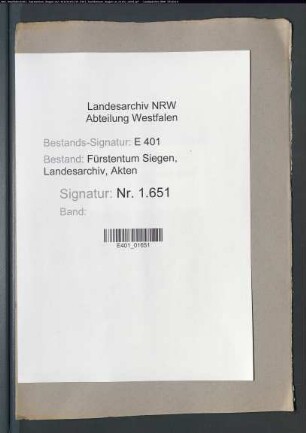 Landesarchiv NRW
Abteilung Westfalen
Bestands-Signatur: E 401
Bestand: Fürstentum Siegen,
Landesarchiv, Akten
Signatur: Nr. 1.651
Band:
E401_01651